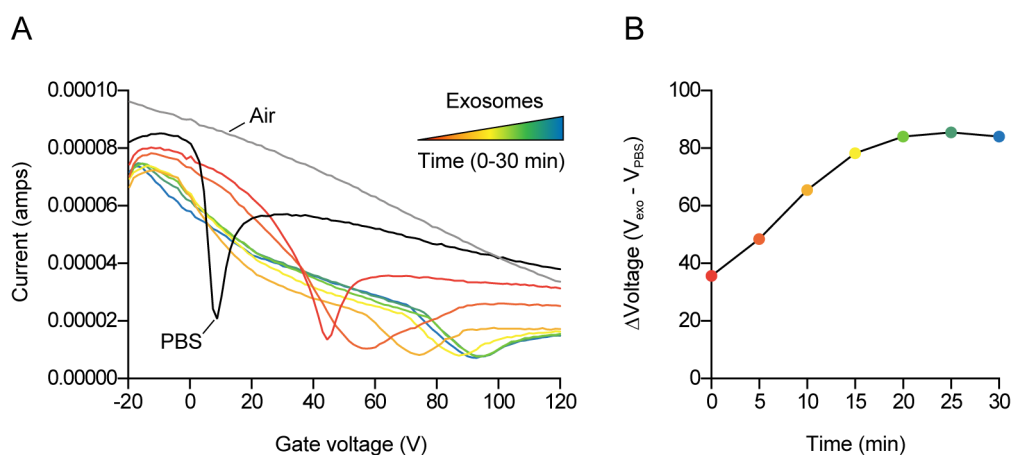 A
0.00010
0.00008
0.00006
0.00004
0.00002
0.00000
Current (amps)
-20 0 20 40 60 80 100 120
Gate voltage (V)
Air
PBS
Exosomes
Time (0-30 min)
B
100
80
60
40
20
0
ΔVoltage (Vexo - VPBS)
0 5 10 15 20 25 30
Time (min)